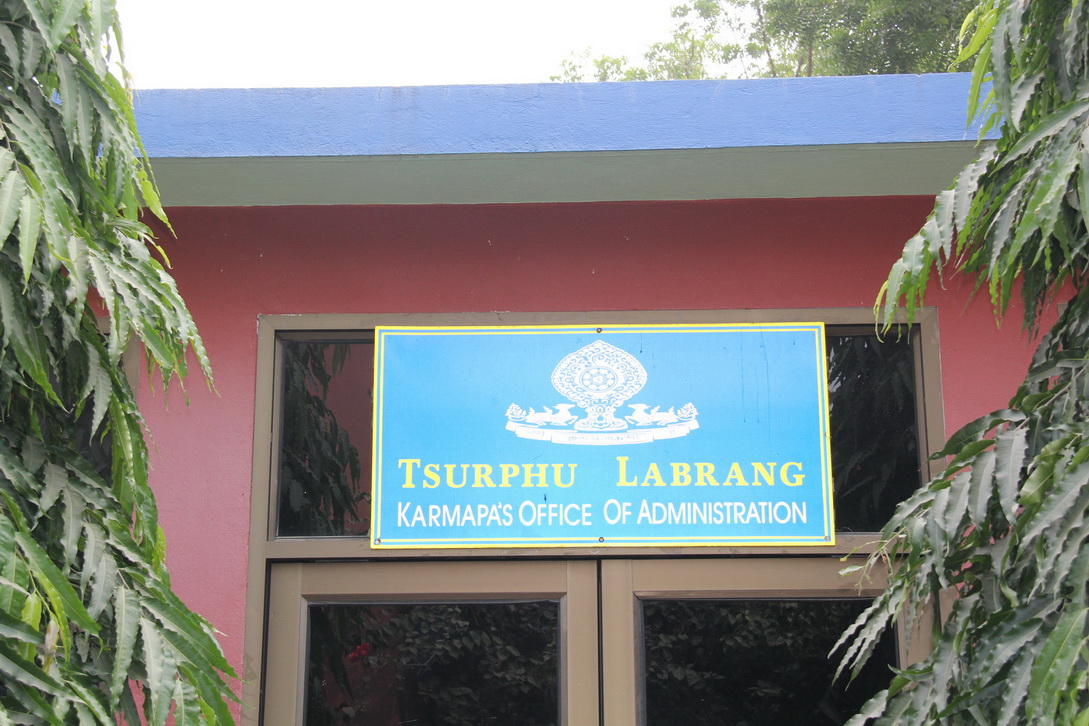 TSURPHU LABRANG
KARMAPA'S OFFICE OF ADMINISTRATION